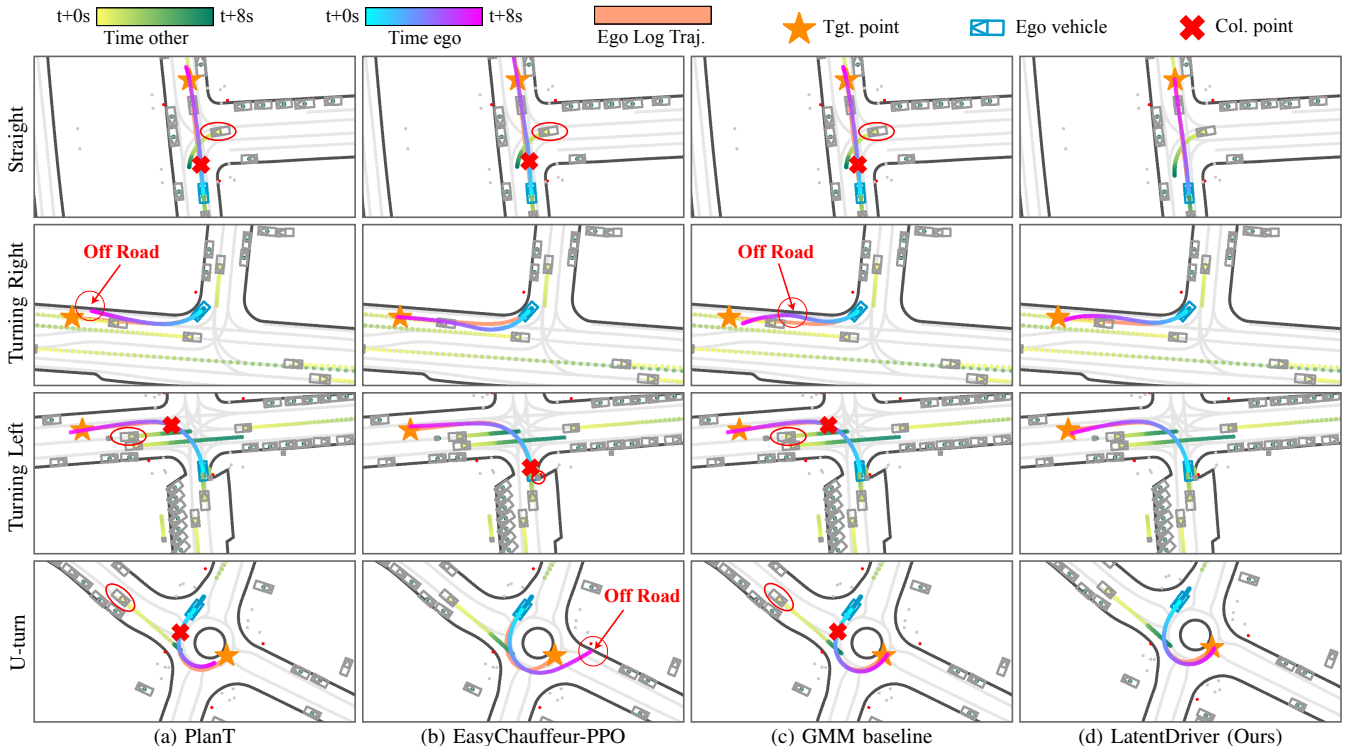 t+0s t+8s t+0s t+8s Tgt. point Ego vehicle Col. point
Time other Time ego Ego Log Traj.
Straight
Turning Right
Off Road
Off Road
Turning Left
U-turn
Off Road
(a) PlanT (b) EasyChauffeur-PPO (c) GMM baseline (d) LatentDriver (Ours)